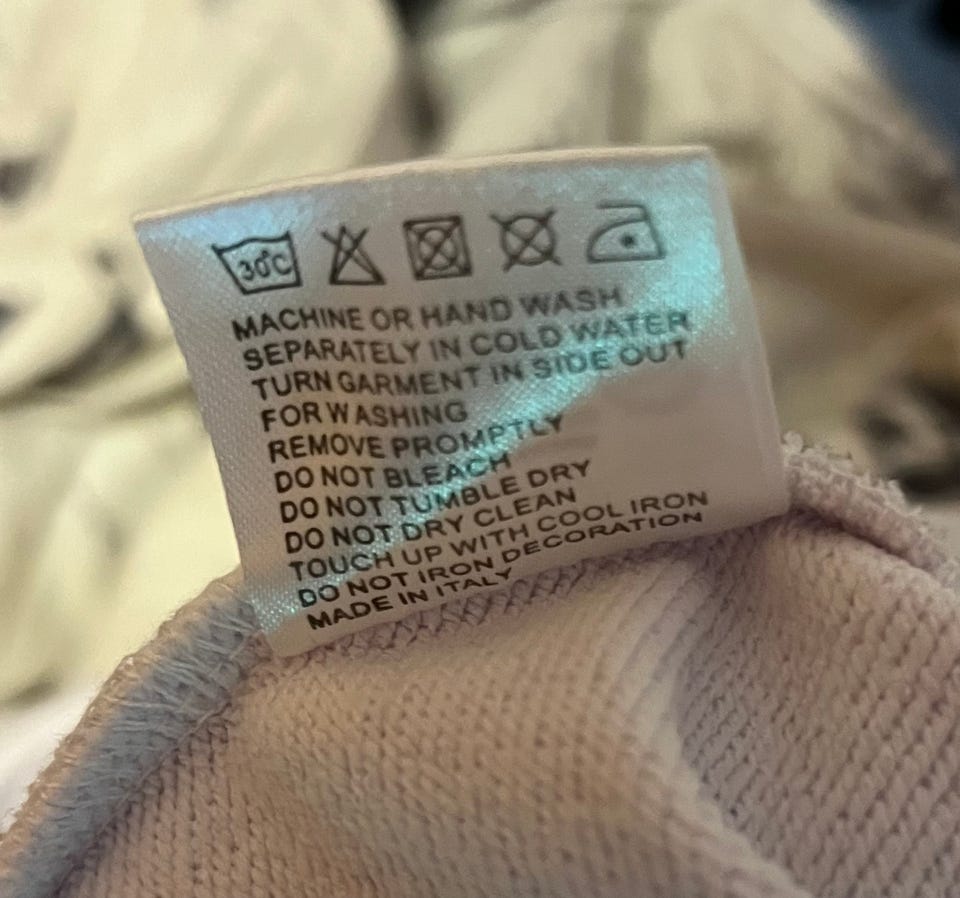 30°C
MACHINE OR HAND WASH
SEPARATELY IN COLD WATER
TURN GARMENT IN SIDE OUT
FOR WASHING
REMOVE PROMPTLY
DO NOT BLEACH
DO NOT TUMBLE DRY
DO NOT DRY CLEAN
TOUCH UP WITH COOL IRON
DO NOT IRON DECORATION
MADE IN ITALY